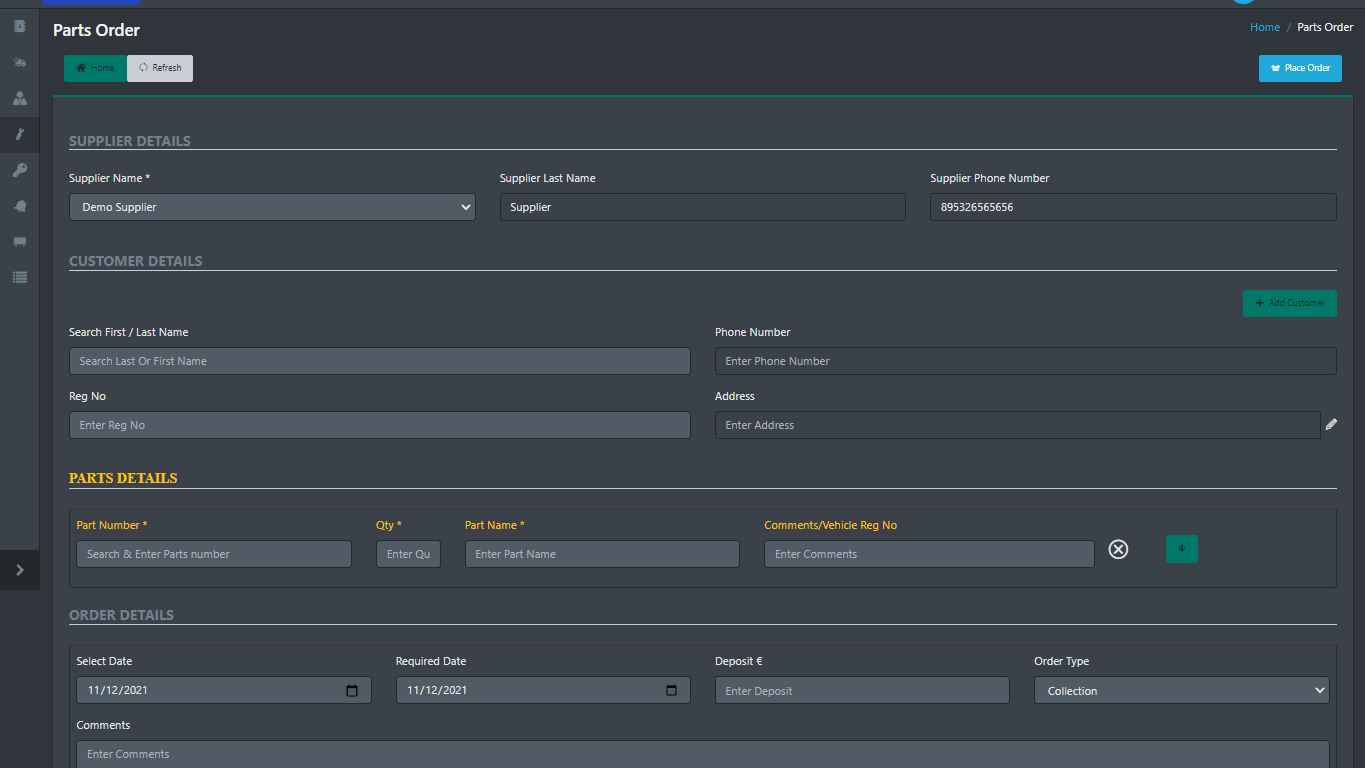 Parts Order
Home / Parts Order
Home
Refresh
Place Order
SUPPLIER DETAILS
Supplier Name *
Supplier Last Name
Supplier Phone Number
Demo Supplier
Supplier
895326565656
CUSTOMER DETAILS
Add Customer
Search First / Last Name
Phone Number
Search Last Or First Name
Enter Phone Number
Reg No
Address
Enter Reg No
Enter Address
PARTS DETAILS
Part Number *
Qty *
Part Name *
Comments/Vehicle Reg No
Search & Enter Parts number
Enter Qu
Enter Part Name
Enter Comments
ORDER DETAILS
Select Date
Required Date
Deposit €
Order Type
11/12/2021
11/12/2021
Enter Deposit
Collection
Comments
Enter Comments